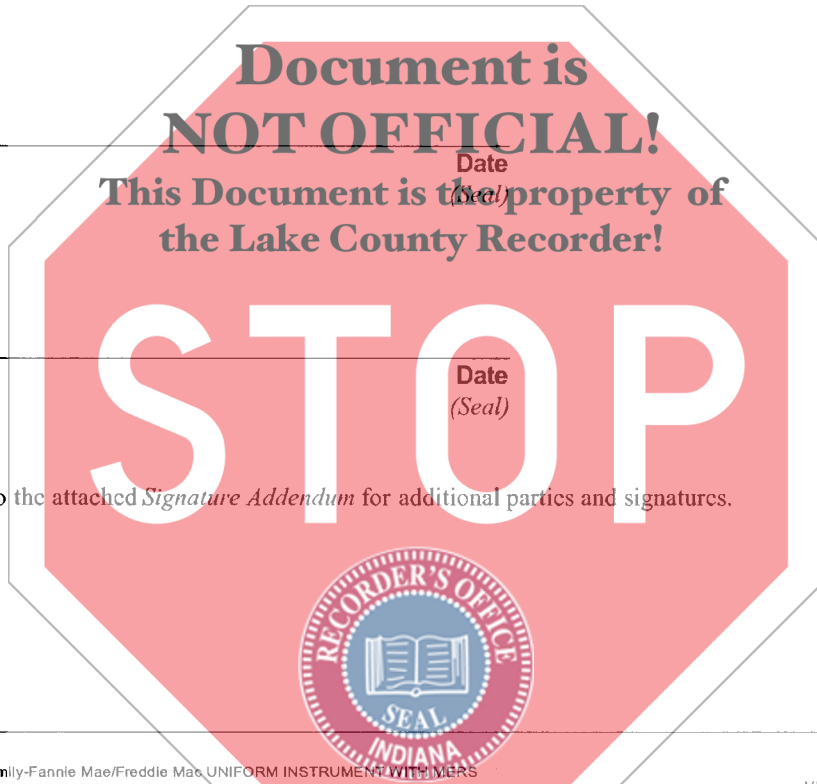 Document is
NOT OFFICIAL!
Date
This Document is the property of
(Seal)
the Lake County Recorder!
STOP
Date
(Seal)
the attached Signature Addendum for additional parties and signatures.
RECORDER'S OFFICE
SEAL
INDIANA
Fannie Mae/Freddie Mac UNIFORM INSTRUMENT WITH MERS